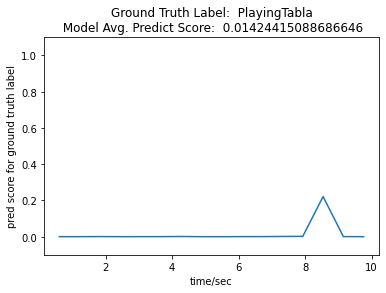 Ground Truth Label:  PlayingTabla
Model Avg. Predict Score:  0.01424415088686646
1.0
0.8
0.6
0.4
0.2
0.0
pred score for ground truth label
2
4
6
8
10
time/sec